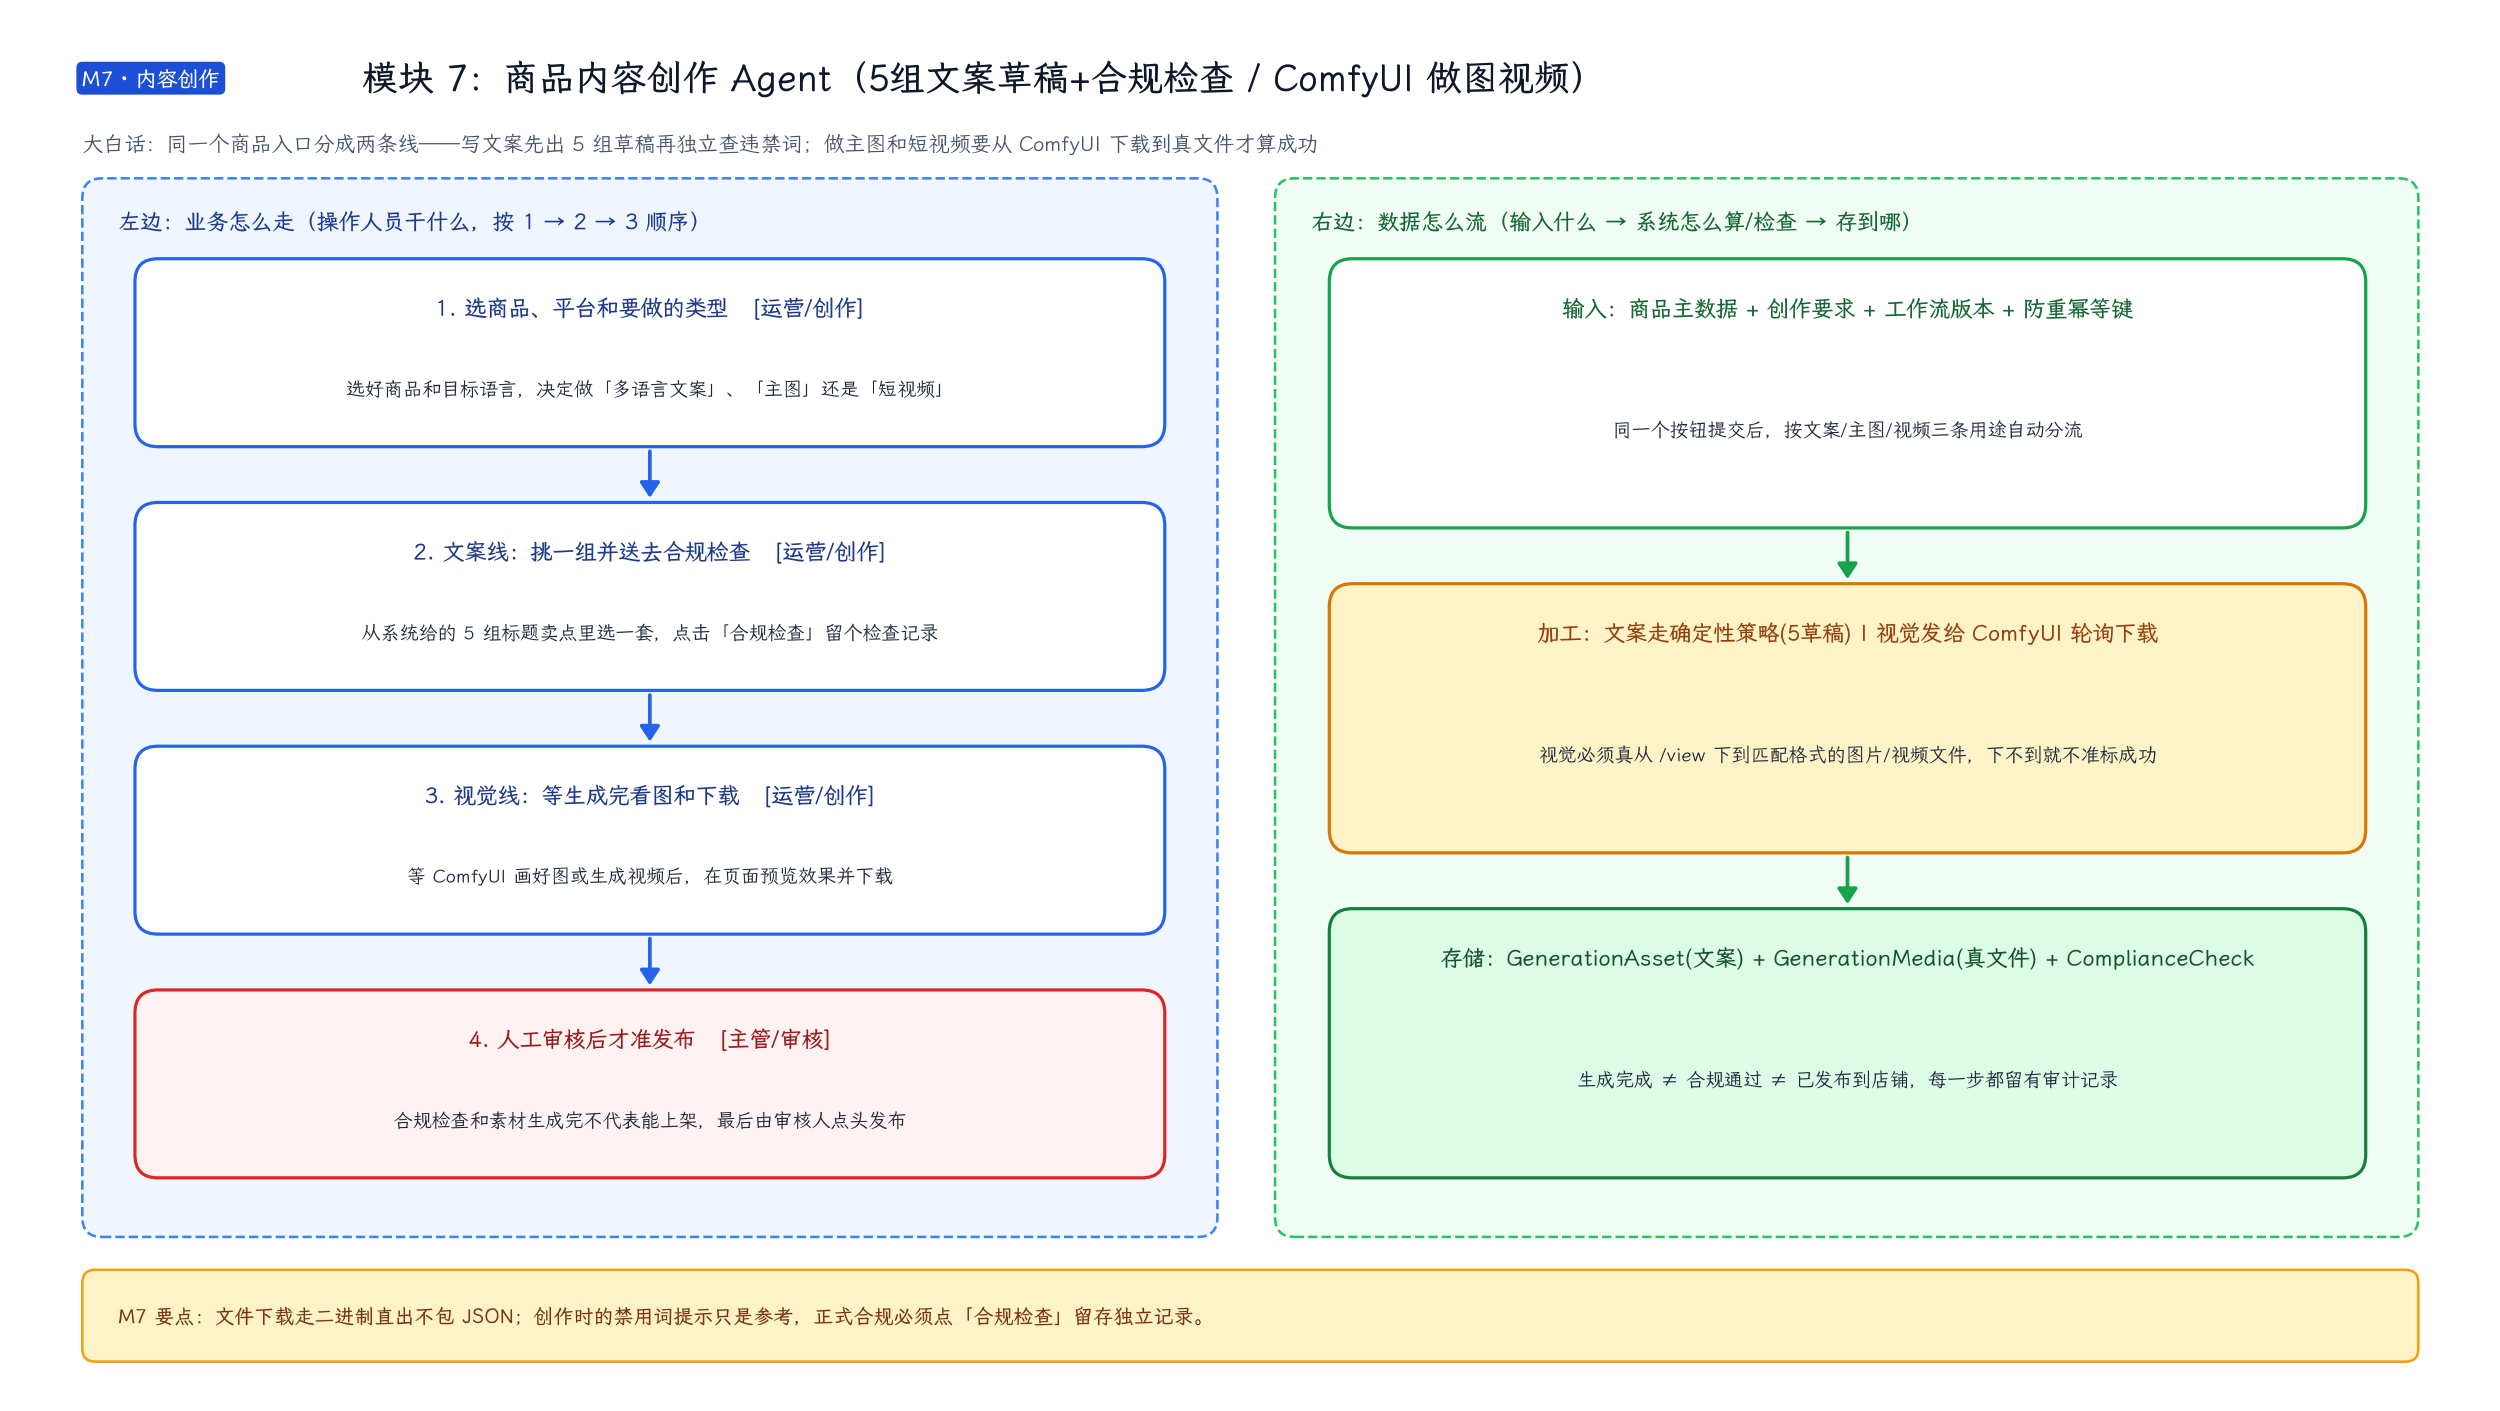 M7 · 内容创作
模块 7：商品内容创作 Agent（5组文案草稿+合规检查 / ComfyUI 做图视频）
大白话：同一个商品入口分成两条线——写文案先出 5 组草稿再独立查违禁词；做主图和短视频要从 ComfyUI 下载到真文件才算成功
左边：业务怎么走（操作人员干什么，按 1 → 2 → 3 顺序）
1. 选商品、平台和要做的类型 [运营/创作]
选好商品和目标语言，决定做「多语言文案」、「主图」还是「短视频」
2. 文案线：挑一组并送去合规检查 [运营/创作]
从系统给的 5 组标题卖点里选一套，点击「合规检查」留个检查记录
3. 视觉线：等生成完看图和下载 [运营/创作]
等 ComfyUI 画好图或生成视频后，在页面预览效果并下载
4. 人工审核后才准发布 [主管/审核]
合规检查和素材生成完不代表能上架，最后由审核人点头发布
右边：数据怎么流（输入什么 → 系统怎么算/检查 → 存到哪）
输入：商品主数据 + 创作要求 + 工作流版本 + 防重幂等键
同一个按钮提交后，按文案/主图/视频三条用途自动分流
加工：文案走确定性策略(5草稿) | 视觉发给 ComfyUI 轮询下载
视觉必须真从 /view 下到匹配格式的图片/视频文件，下不到就不准标成功
存储：GenerationAsset(文案) + GenerationMedia(真文件) + ComplianceCheck
生成完成 ≠ 合规通过 ≠ 已发布到店铺，每一步都留有审计记录
M7 要点：文件下载走二进制直出不包 JSON；创作时的禁用词提示只是参考，正式合规必须点「合规检查」留存独立记录。